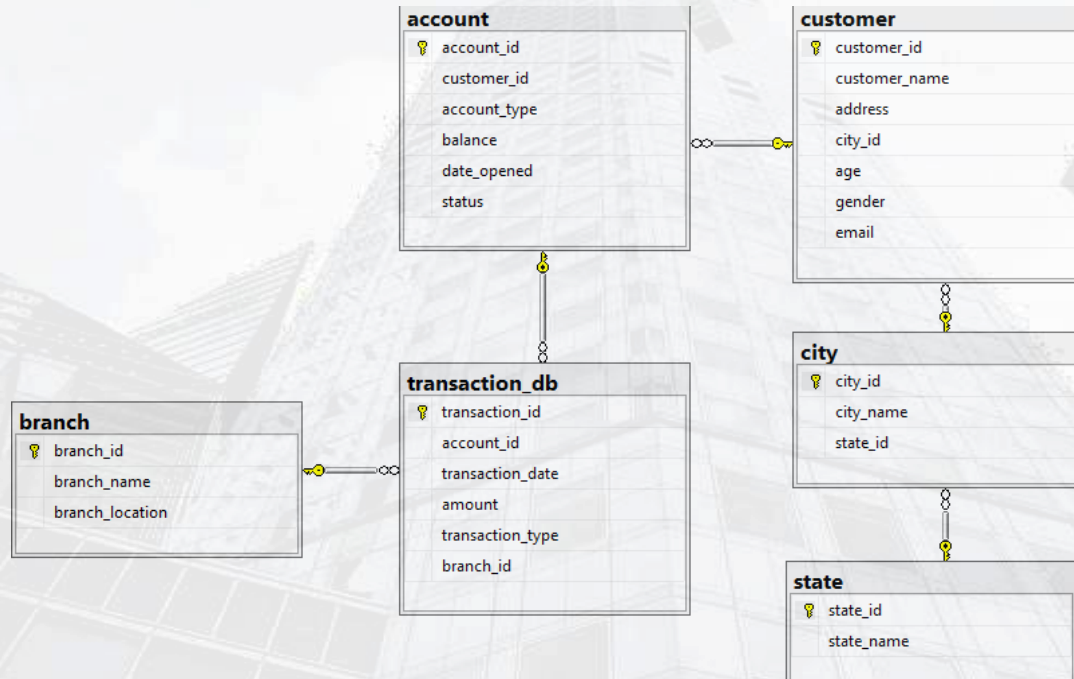 account
account_id
customer_id
account_type
balance
date_opened
status
customer
customer_id
customer_name
address
city_id
age
gender
email
branch
branch_id
branch_name
branch_location
transaction_db
transaction_id
account_id
transaction_date
amount
transaction_type
branch_id
city
city_id
city_name
state_id
state
state_id
state_name